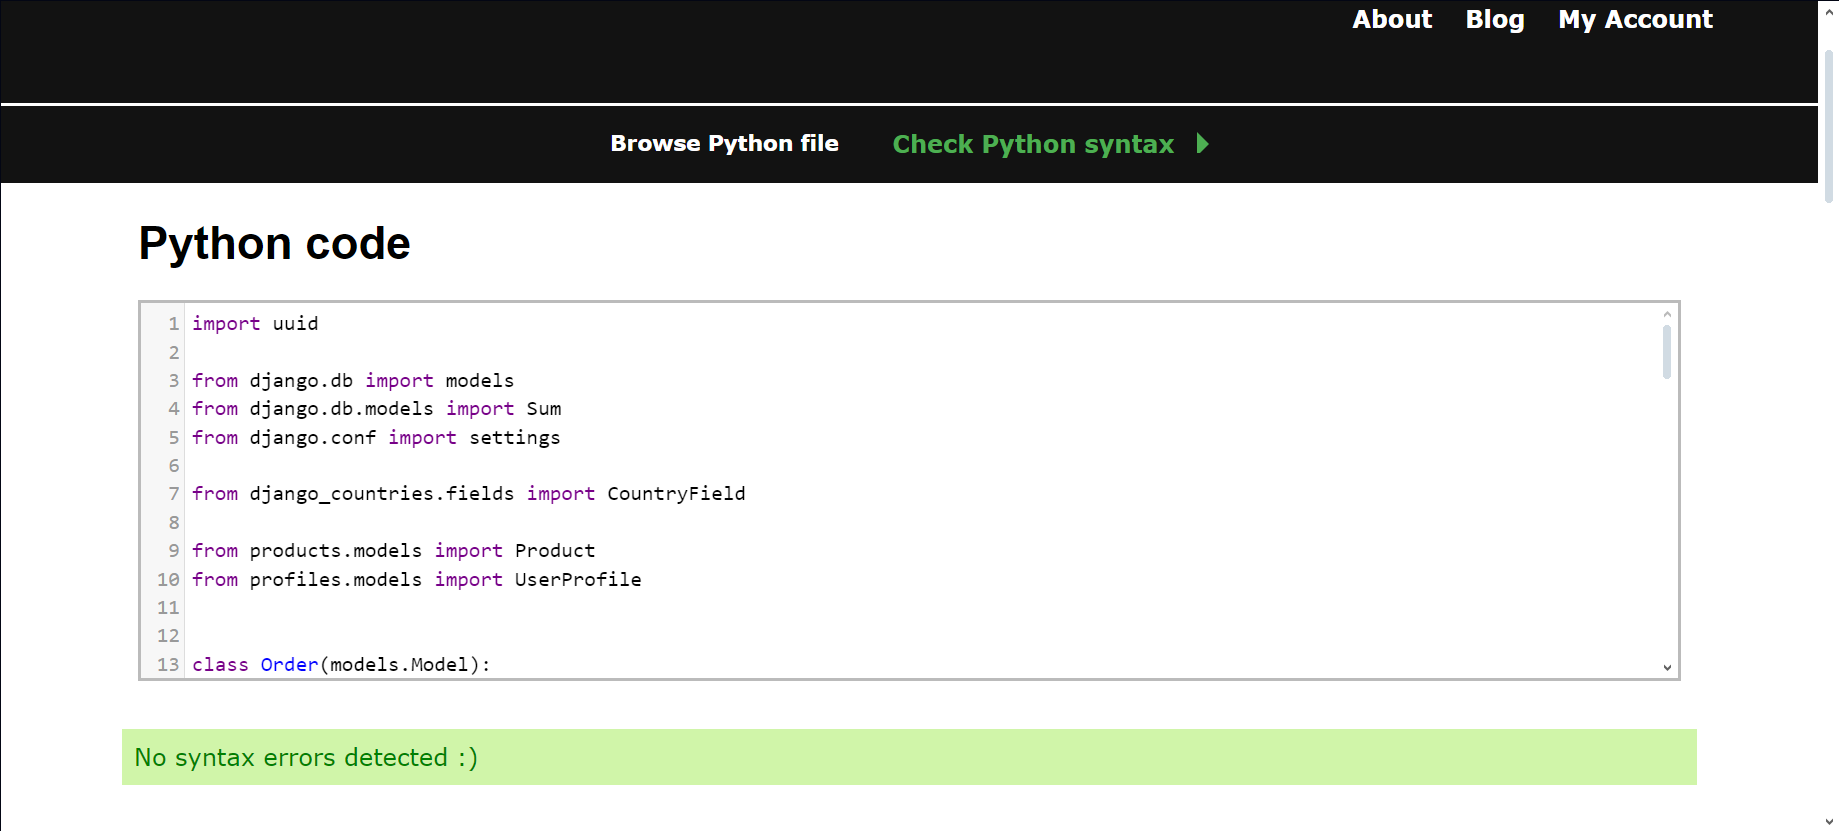 About Blog My Account
Browse Python file Check Python syntax
Python code
1 import uuid
2
3 from django.db import models
4 from django.db.models import Sum
5 from django.conf import settings
6
7 from django_countries.fields import CountryField
8
9 from products.models import Product
10 from profiles.models import UserProfile
11
12
13 class Order(models.Model):
No syntax errors detected :)